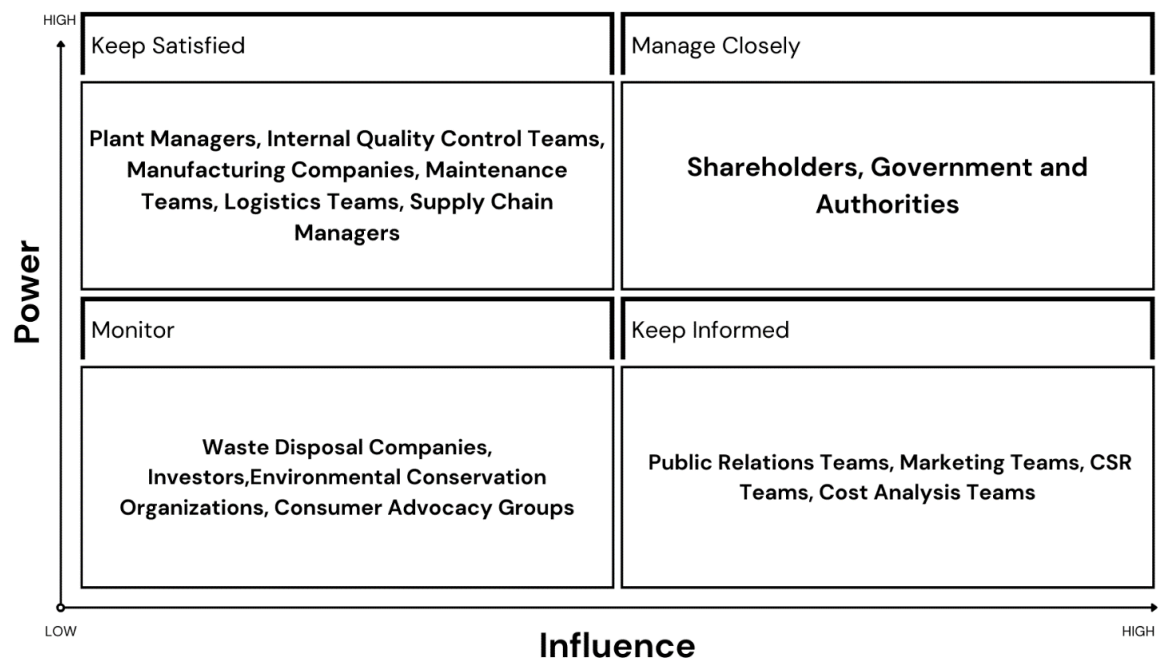 HIGH
Keep Satisfied
Manage Closely
Plant Managers, Internal Quality Control Teams,
Manufacturing Companies, Maintenance
Teams, Logistics Teams, Supply Chain
Managers
Shareholders, Government and
Authorities
Power
Monitor
Keep Informed
Waste Disposal Companies,
Investors,Environmental Conservation
Organizations, Consumer Advocacy Groups
Public Relations Teams, Marketing Teams, CSR
Teams, Cost Analysis Teams
LOW
HIGH
Influence